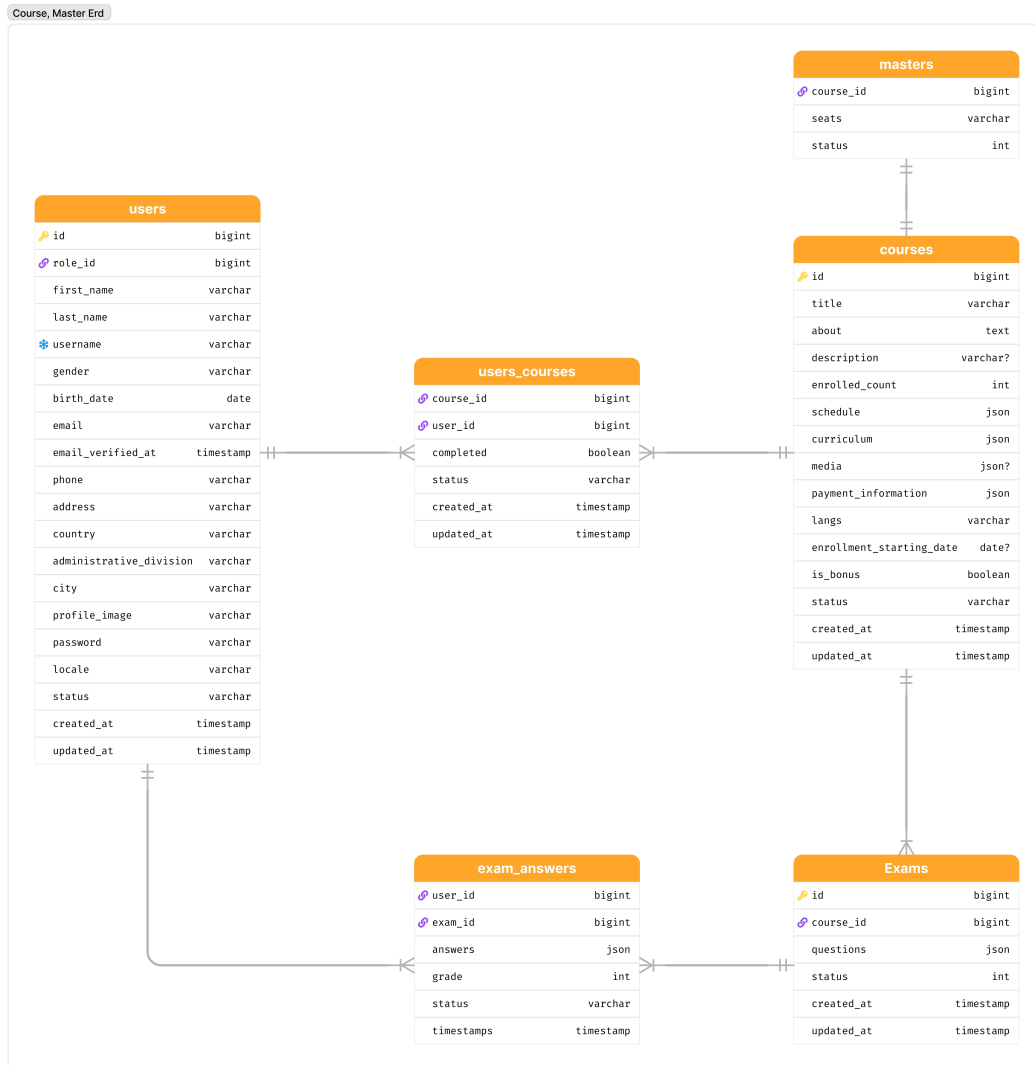 Course, Master Erd
masters
course_id bigint
seats varchar
status int
users
id bigint
role_id bigint
first_name varchar
last_name varchar
username varchar
gender varchar
birth_date date
email varchar
email_verified_at timestamp
phone varchar
address varchar
country varchar
administrative_division varchar
city varchar
profile_image varchar
password varchar
locale varchar
status varchar
created_at timestamp
updated_at timestamp
users_courses
course_id bigint
user_id bigint
completed boolean
status varchar
created_at timestamp
updated_at timestamp
courses
id bigint
title varchar
about text
description varchar?
enrolled_count int
schedule json
curriculum json
media json?
payment_information json
langs varchar
enrollment_starting_date date?
is_bonus boolean
status varchar
created_at timestamp
updated_at timestamp
exam_answers
user_id bigint
exam_id bigint
answers json
grade int
status varchar
timestamps timestamp
Exams
id bigint
course_id bigint
questions json
status int
created_at timestamp
updated_at timestamp